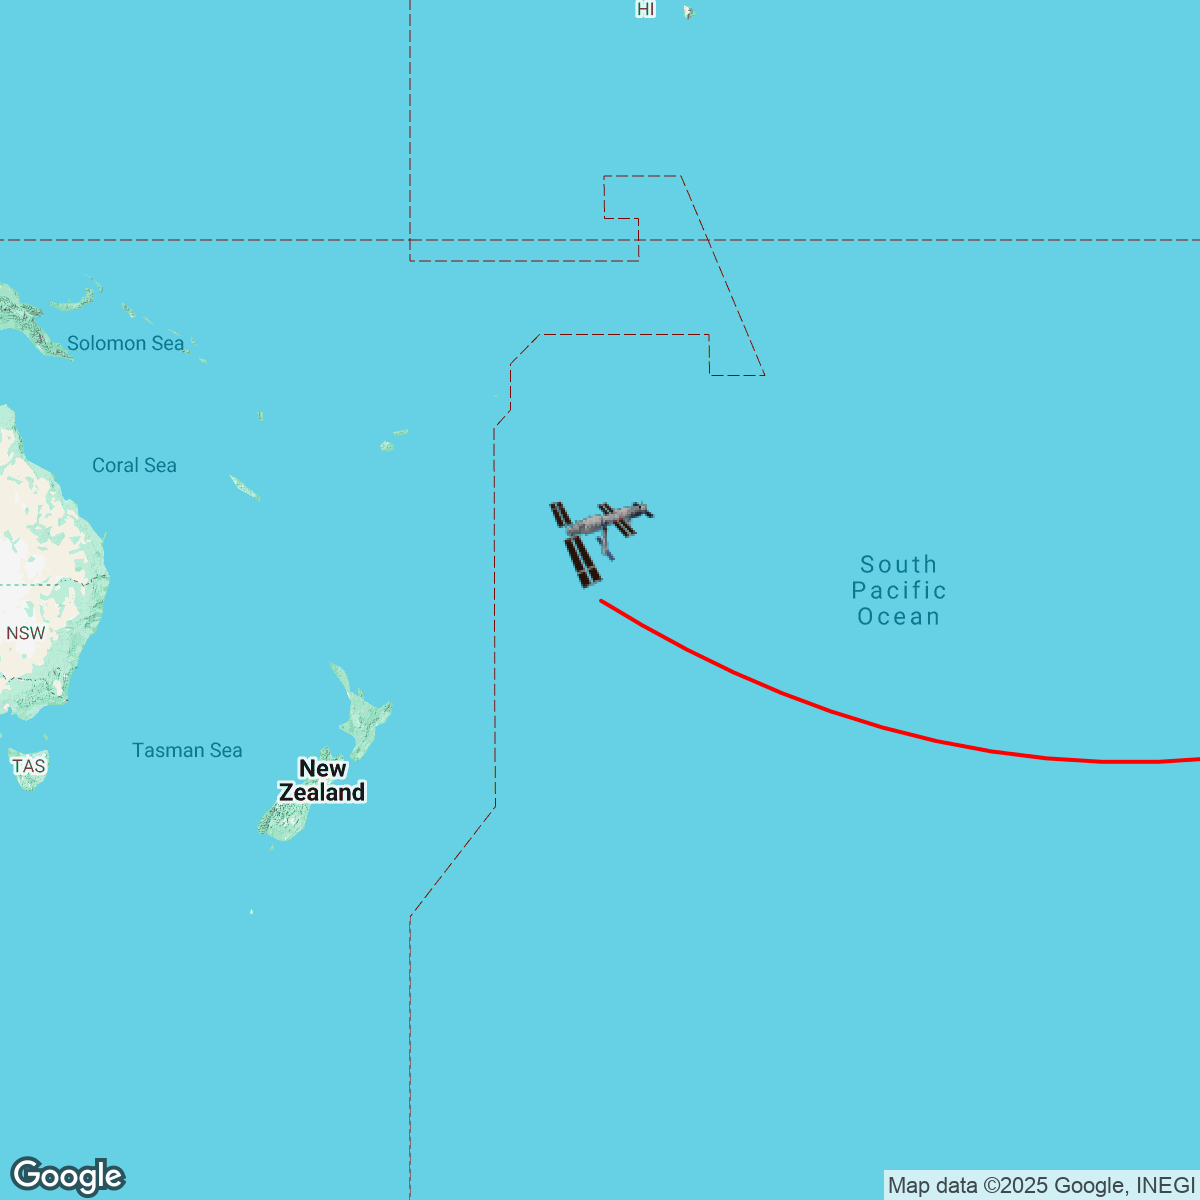 HI
Solomon Sea
Coral Sea
South
Pacific
Ocean
NSW
Tasman Sea
TAS
New
Zealand
Google
Map data ©2025 Google, INEGI